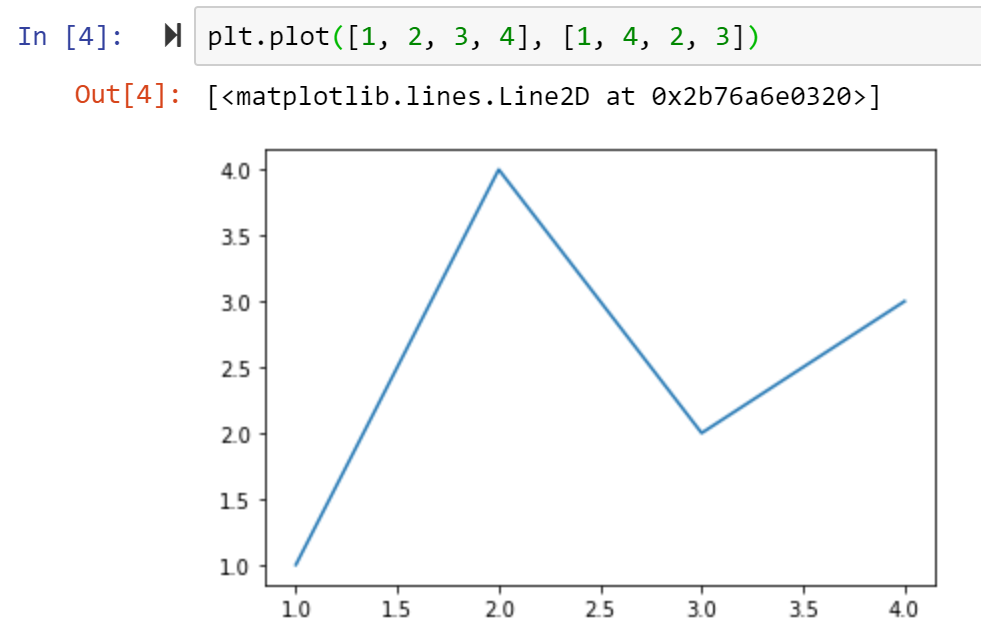 In [4]: plt.plot([1, 2, 3, 4], [1, 4, 2, 3])
Out[4]: [<matplotlib.lines.Line2D at 0x2b76a6e0320>]
4.0
3.5
3.0
2.5
2.0
1.5
1.0
1.0 1.5 2.0 2.5 3.0 3.5 4.0